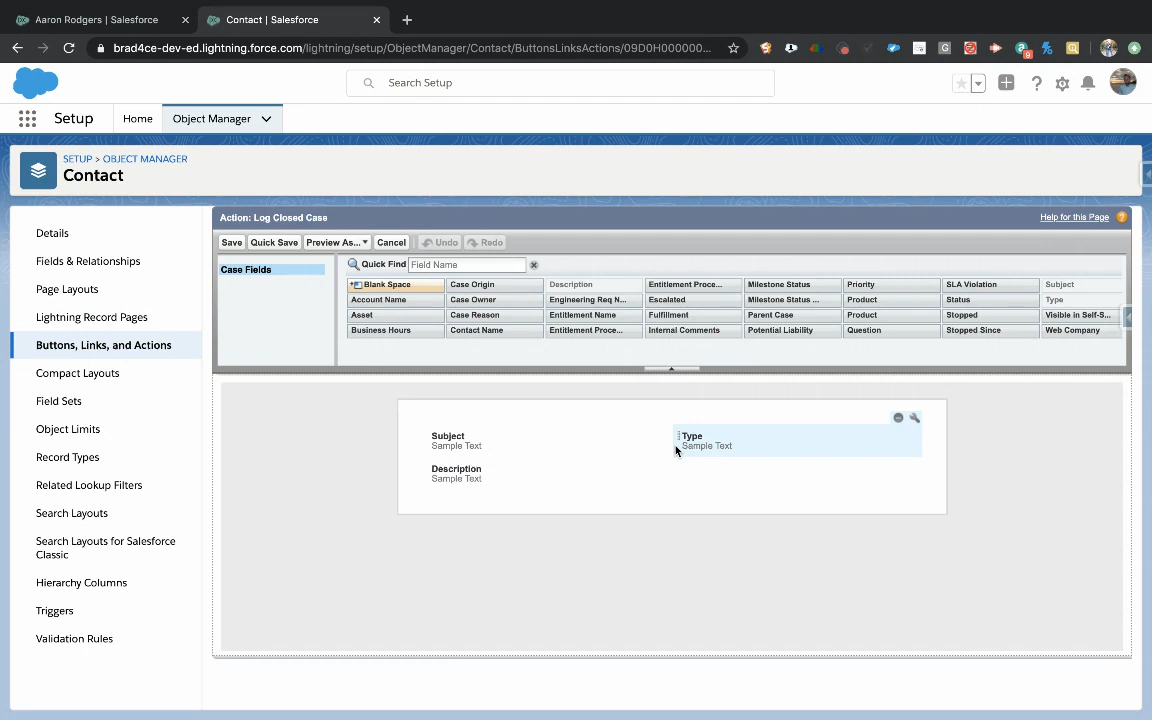 Aaron Rodgers | Salesforce
Contact | Salesforce
brad4ce-dev-ed.lightning.force.com/lightning/setup/ObjectManager/Contact/ButtonsLinksActions/09D0H000000...
Search Setup
Setup
Home
Object Manager
SETUP > OBJECT MANAGER
Contact
Details
Fields & Relationships
Page Layouts
Lightning Record Pages
Buttons, Links, and Actions
Compact Layouts
Field Sets
Object Limits
Record Types
Related Lookup Filters
Search Layouts
Search Layouts for Salesforce
Classic
Hierarchy Columns
Triggers
Validation Rules
Action: Log Closed Case
Help for this Page
Save Quick Save Preview As... Cancel Undo Redo
Case Fields
Quick Find Field Name
Blank Space Case Origin Description Entitlement Proce... Milestone Status Priority SLA Violation Subject
Account Name Case Owner Engineering Req N... Escalated Milestone Status ... Product Status Type
Asset Case Reason Entitlement Name Fulfillment Parent Case Product Stopped Visible in Self-S...
Business Hours Contact Name Entitlement Proce... Internal Comments Potential Liability Question Stopped Since Web Company
Subject
Sample Text
Type
Sample Text
Description
Sample Text